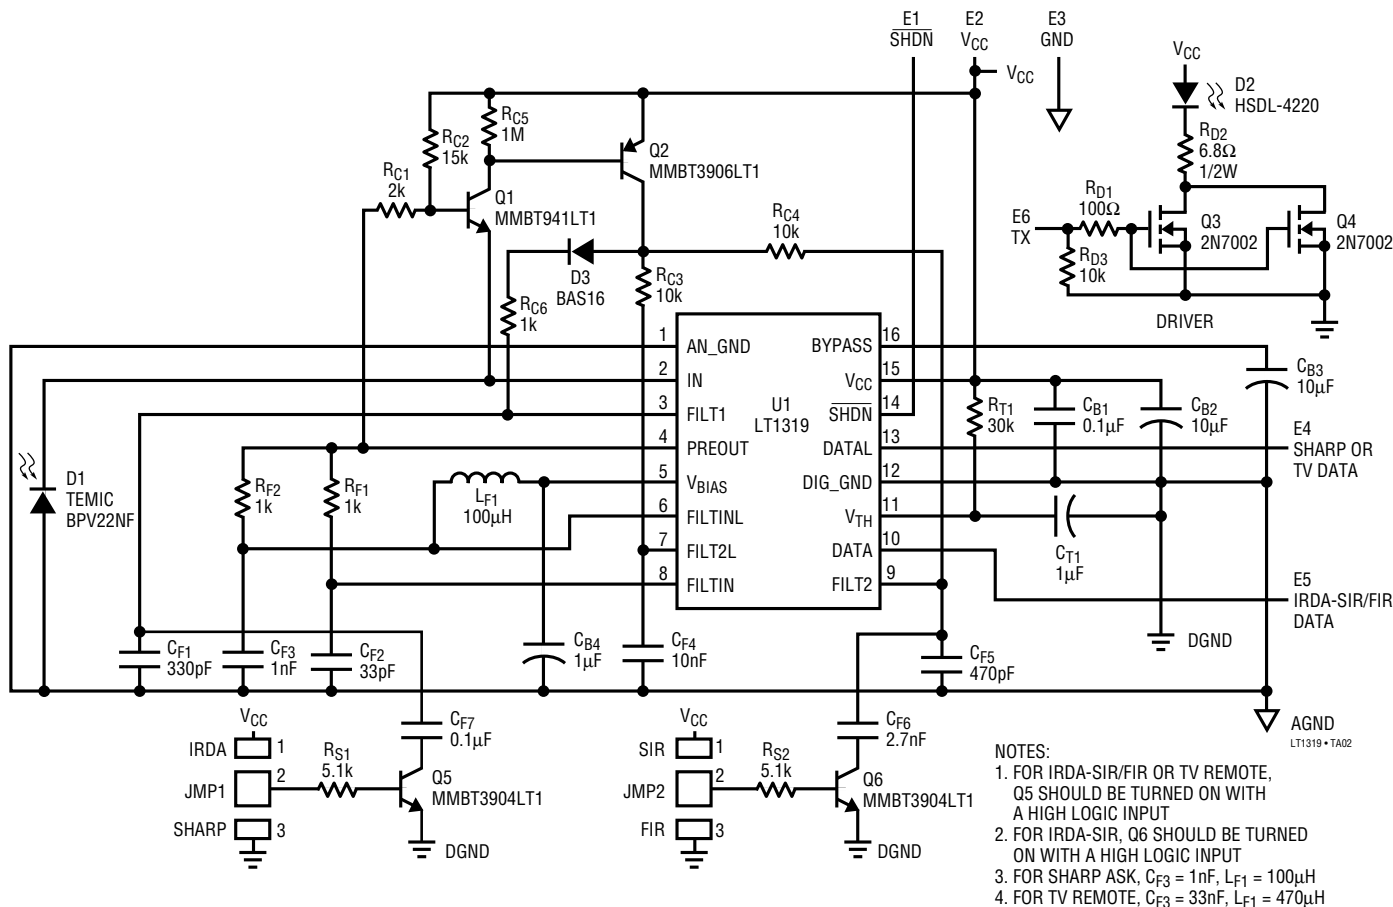 E1
SHDN
E2
VCC
VCC
E3
GND
VCC
D2
HSDL-4220
RD2
6.8Ω
1/2W
RD1
100Ω
E6
TX
RD3
10k
Q3
2N7002
Q4
2N7002
DRIVER
RC5
1M
RC2
15k
RC1
2k
Q2
MMBT3906LT1
Q1
MMBT941LT1
RC4
10k
D3
BAS16
RC3
10k
RC6
1k
1
AN_GND
2
IN
3
FILT1
4
PREOUT
5
VBIAS
6
FILTINL
7
FILT2L
8
FILTIN
U1
LT1319
BYPASS
16
VCC
15
SHDN
14
DATAL
13
DIG_GND
12
VTH
11
DATA
10
FILT2
9
RT1
30k
CB1
0.1µF
CB2
10µF
CB3
10µF
E4
SHARP OR
TV DATA
CT1
1µF
E5
IRDA-SIR/FIR
DATA
DGND
D1
TEMIC
BPV22NF
RF2
1k
RF1
1k
LF1
100µH
CF1
330pF
CF3
1nF
CF2
33pF
CB4
1µF
CF4
10nF
CF5
470pF
AGND
LT1319 • TA02
VCC
IRDA
1
JMP1
2
SHARP
3
RS1
5.1k
CF7
0.1µF
Q5
MMBT3904LT1
DGND
VCC
SIR
1
JMP2
2
FIR
3
RS2
5.1k
CF6
2.7nF
Q6
MMBT3904LT1
DGND
NOTES:
1. FOR IRDA-SIR/FIR OR TV REMOTE,
Q5 SHOULD BE TURNED ON WITH
A HIGH LOGIC INPUT
2. FOR IRDA-SIR, Q6 SHOULD BE TURNED
ON WITH A HIGH LOGIC INPUT
3. FOR SHARP ASK, CF3 = 1nF, LF1 = 100µH
4. FOR TV REMOTE, CF3 = 33nF, LF1 = 470µH